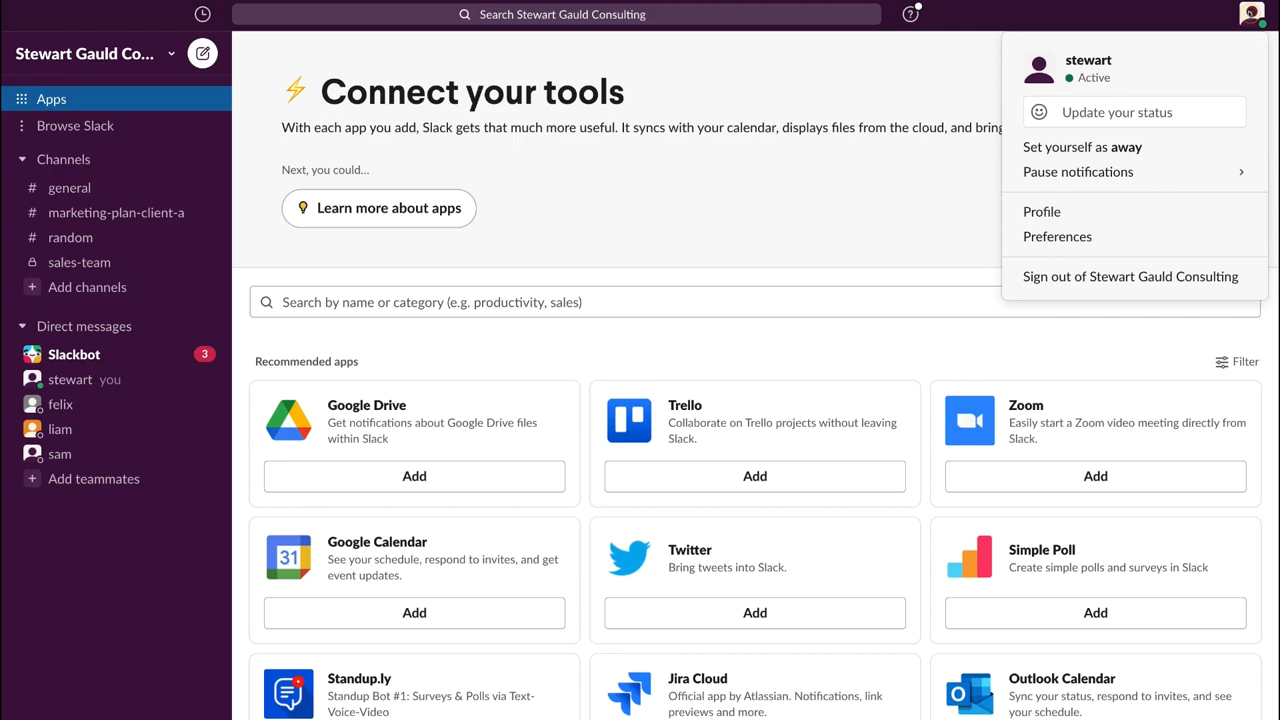 Search Stewart Gauld Consulting
Stewart Gauld Co...
Apps
Browse Slack
Channels
# general
# marketing-plan-client-a
# random
sales-team
+ Add channels
Direct messages
Slackbot 3
stewart you
felix
liam
sam
+ Add teammates
Connect your tools
With each app you add, Slack gets that much more useful. It syncs with your calendar, displays files from the cloud, and bring
Next, you could...
Learn more about apps
stewart
Active
Update your status
Set yourself as away
Pause notifications
Profile
Preferences
Sign out of Stewart Gauld Consulting
Search by name or category (e.g. productivity, sales)
Recommended apps
Filter
Google Drive
Get notifications about Google Drive files
within Slack
Add
Trello
Collaborate on Trello projects without leaving
Slack.
Add
Zoom
Easily start a Zoom video meeting directly from
Slack.
Add
31
Google Calendar
See your schedule, respond to invites, and get
event updates.
Add
Twitter
Bring tweets into Slack.
Add
Simple Poll
Create simple polls and surveys in Slack
Add
Standup.ly
Standup Bot #1: Surveys & Polls via Text-
Voice-Video
Jira Cloud
Official app by Atlassian. Notifications, link
previews and more.
Outlook Calendar
Sync your status, respond to invites, and see
your schedule.